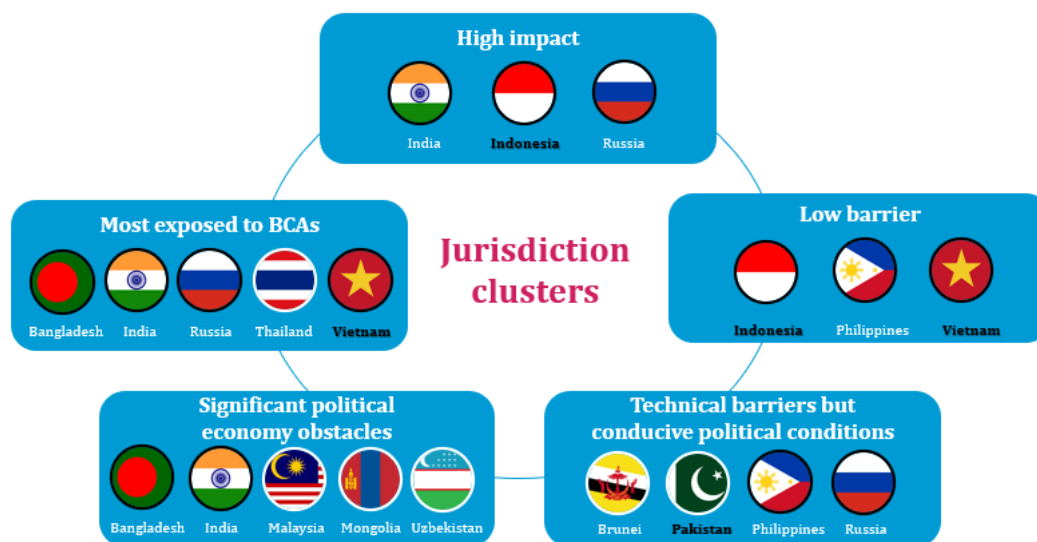 High impact
India
Indonesia
Russia
Most exposed to BCAs
Bangladesh
India
Russia
Thailand
Vietnam
Jurisdiction
clusters
Low barrier
Indonesia
Philippines
Vietnam
Significant political
economy obstacles
Bangladesh
India
Malaysia
Mongolia
Uzbekistan
Technical barriers but
conducive political conditions
Brunei
Pakistan
Philippines
Russia